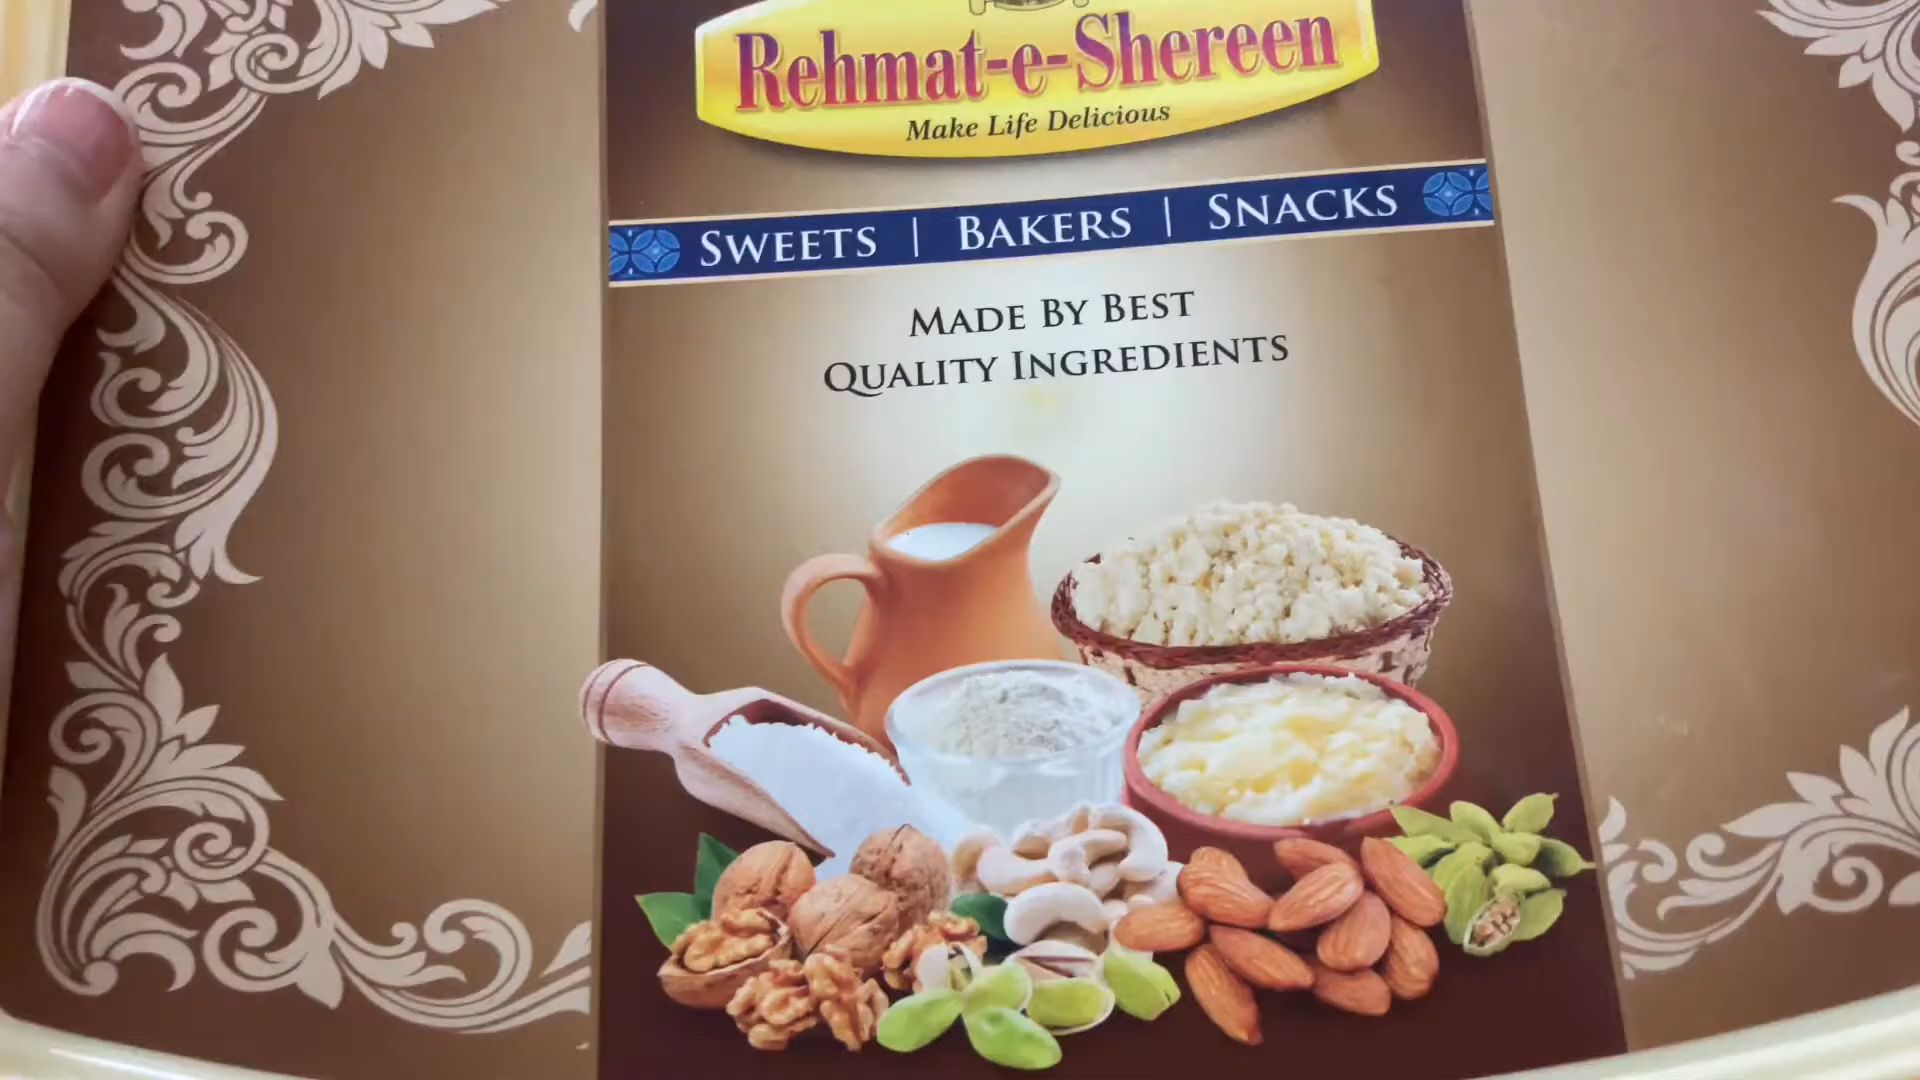 Rehmat-e-Shereen
Make Life Delicious
SWEETS | BAKERS | SNACKS
MADE BY BEST
QUALITY INGREDIENTS